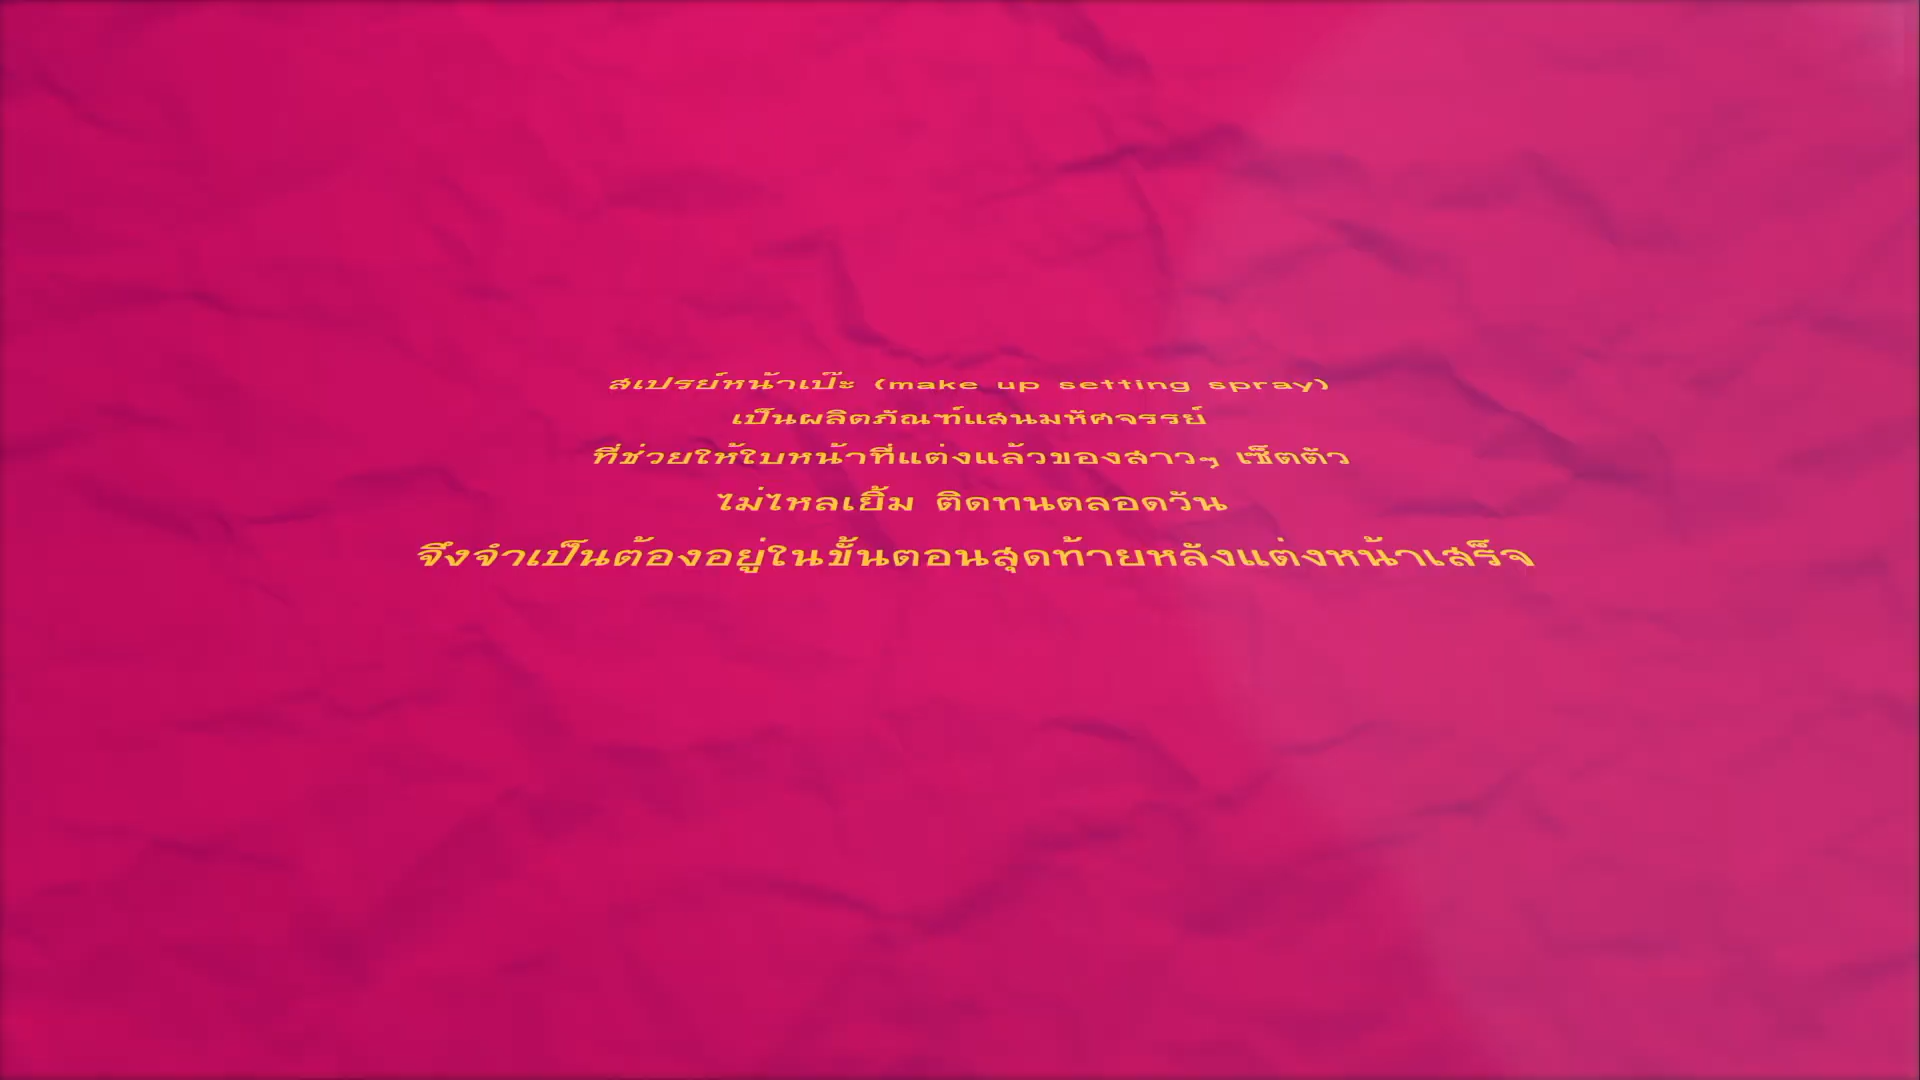 สเปรย์หน้าเป๊ะ (make up setting spray)
เป็นผลิตภัณฑ์แสนมหัศจรรย์
ที่ช่วยให้ใบหน้าที่แต่งแล้วของสาวๆ เซ็ตตัว
ไม่ไหลเยิ้ม ติดทนตลอดวัน
จึงจำเป็นต้องอยู่ในขั้นตอนสุดท้ายหลังแต่งหน้าเสร็จ